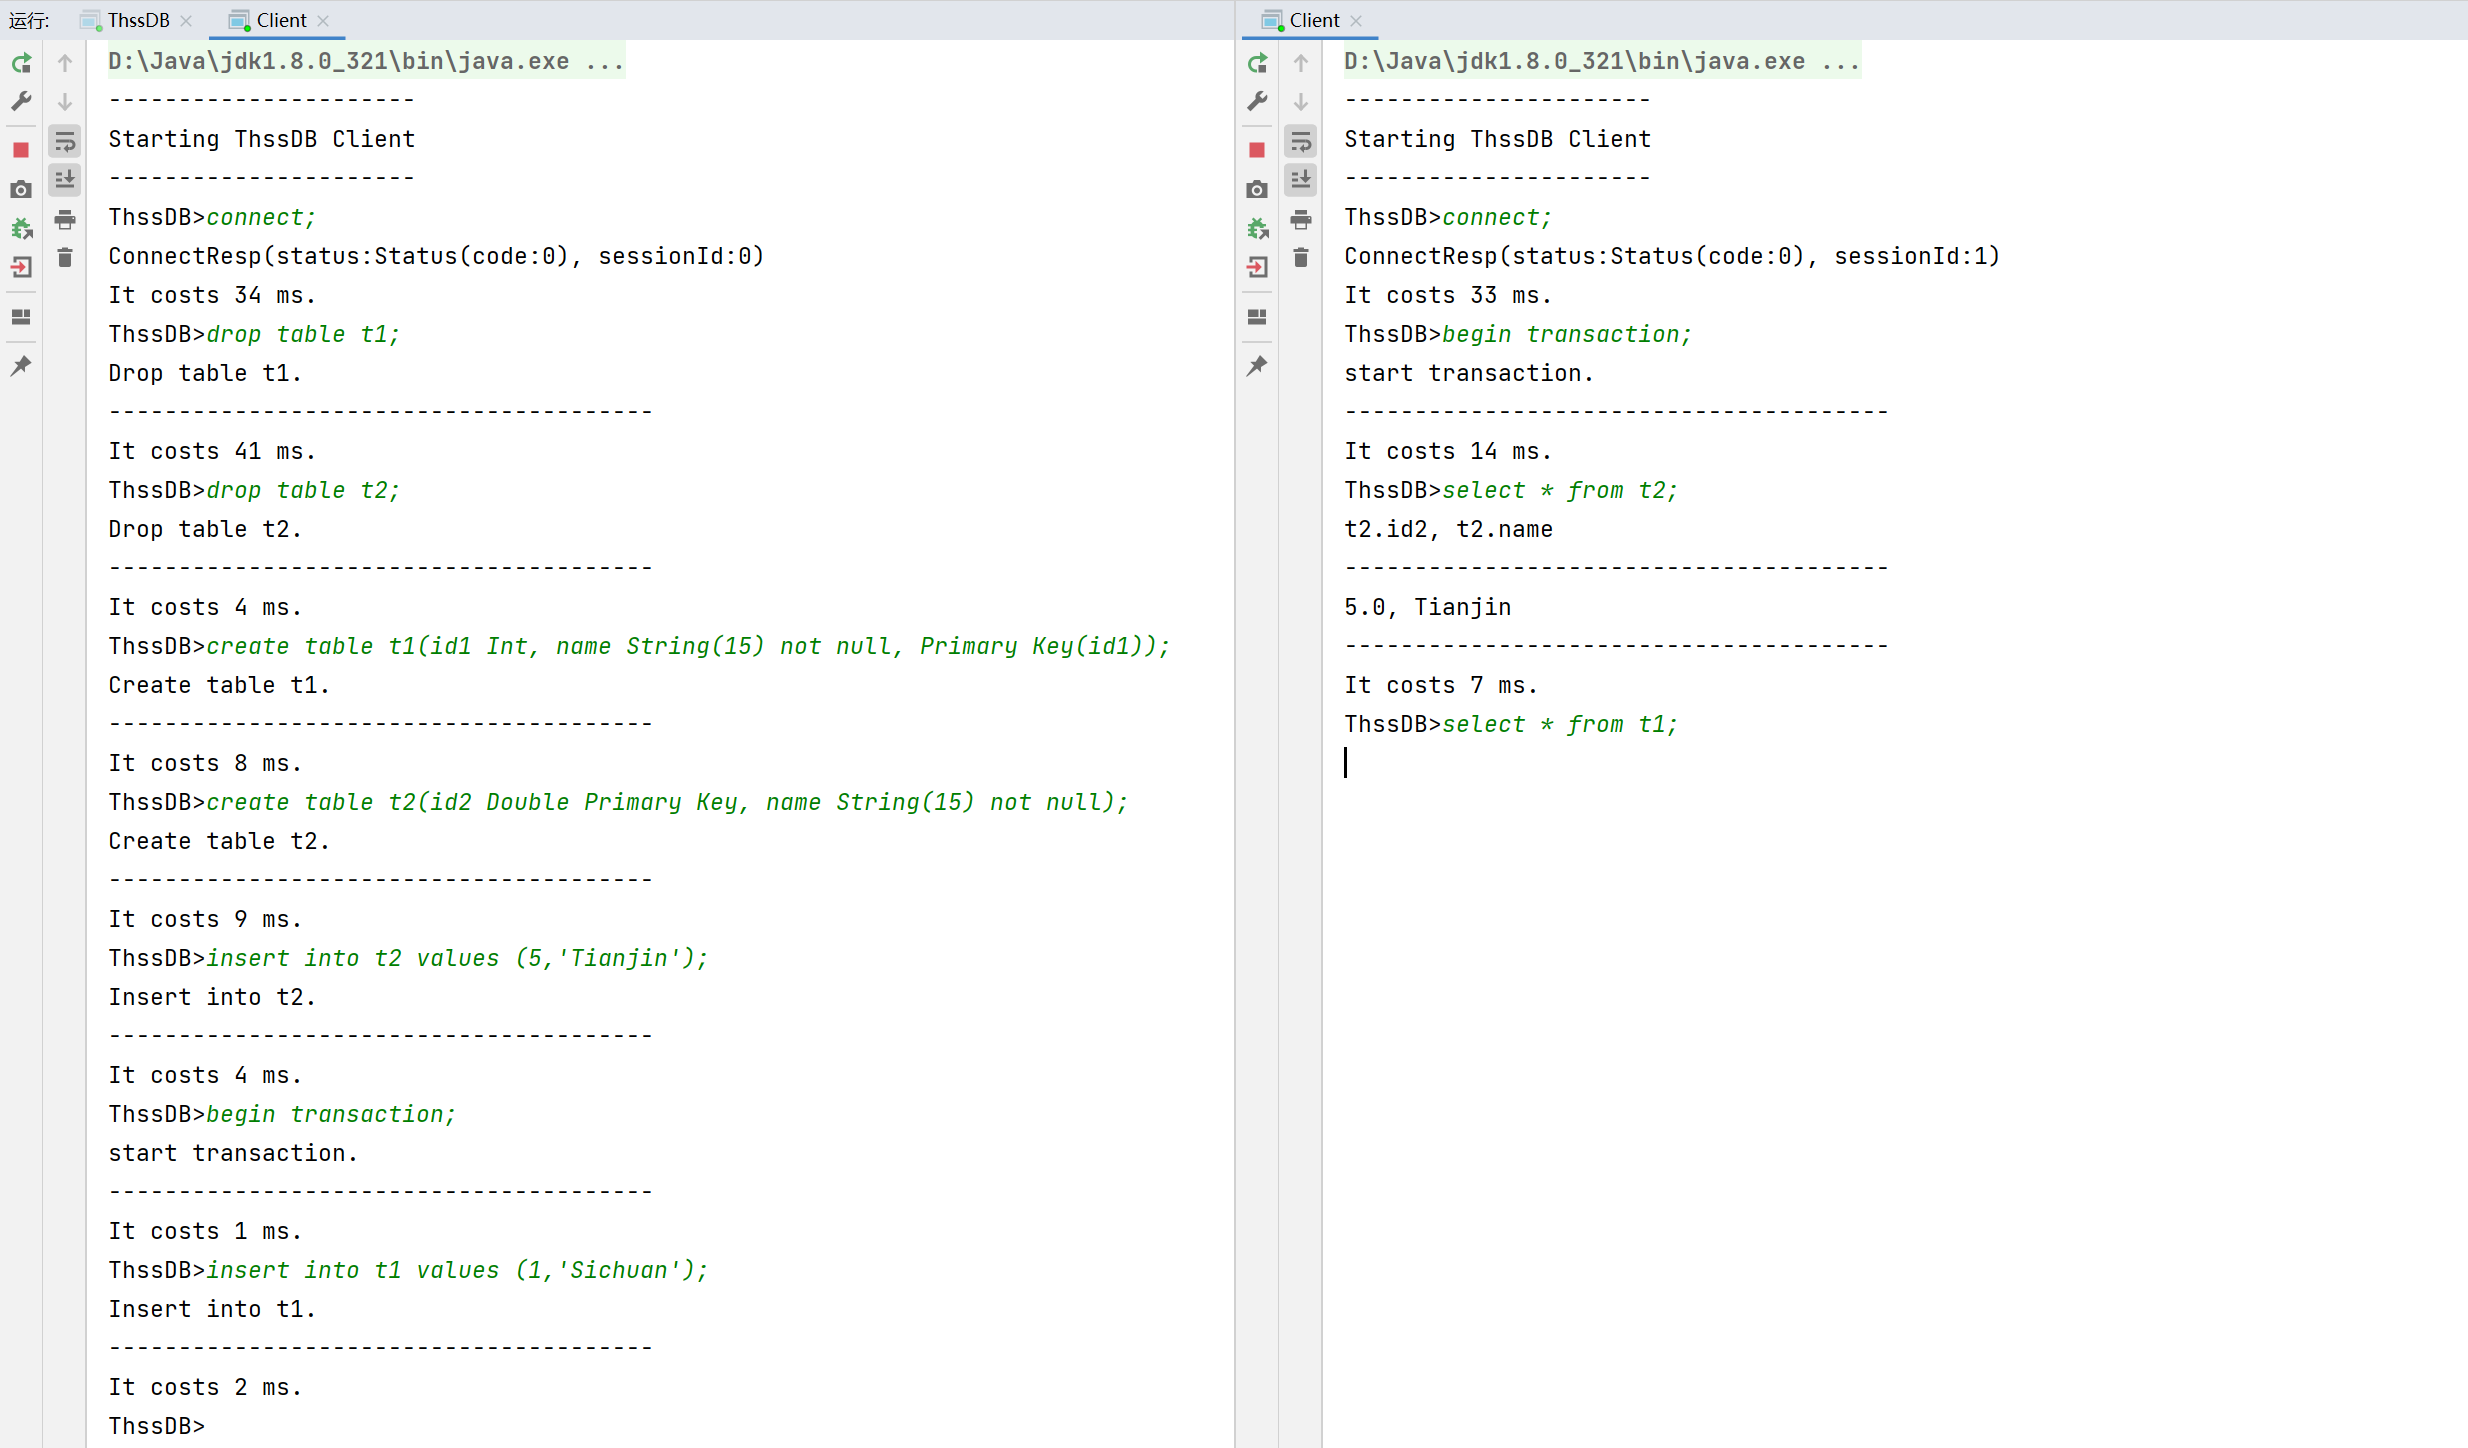 运行: ThssDB Client
D:\Java\jdk1.8.0_321\bin\java.exe ...
----------------------
Starting ThssDB Client
----------------------
ThssDB>connect;
ConnectResp(status:Status(code:0), sessionId:0)
It costs 34 ms.
ThssDB>drop table t1;
Drop table t1.
---------------------------------------
It costs 41 ms.
ThssDB>drop table t2;
Drop table t2.
---------------------------------------
It costs 4 ms.
ThssDB>create table t1(id1 Int, name String(15) not null, Primary Key(id1));
Create table t1.
---------------------------------------
It costs 8 ms.
ThssDB>create table t2(id2 Double Primary Key, name String(15) not null);
Create table t2.
---------------------------------------
It costs 9 ms.
ThssDB>insert into t2 values (5,'Tianjin');
Insert into t2.
---------------------------------------
It costs 4 ms.
ThssDB>begin transaction;
start transaction.
---------------------------------------
It costs 1 ms.
ThssDB>insert into t1 values (1,'Sichuan');
Insert into t1.
---------------------------------------
It costs 2 ms.
ThssDB>
Client
D:\Java\jdk1.8.0_321\bin\java.exe ...
----------------------
Starting ThssDB Client
----------------------
ThssDB>connect;
ConnectResp(status:Status(code:0), sessionId:1)
It costs 33 ms.
ThssDB>begin transaction;
start transaction.
---------------------------------------
It costs 14 ms.
ThssDB>select * from t2;
t2.id2, t2.name
---------------------------------------
5.0, Tianjin
---------------------------------------
It costs 7 ms.
ThssDB>select * from t1;